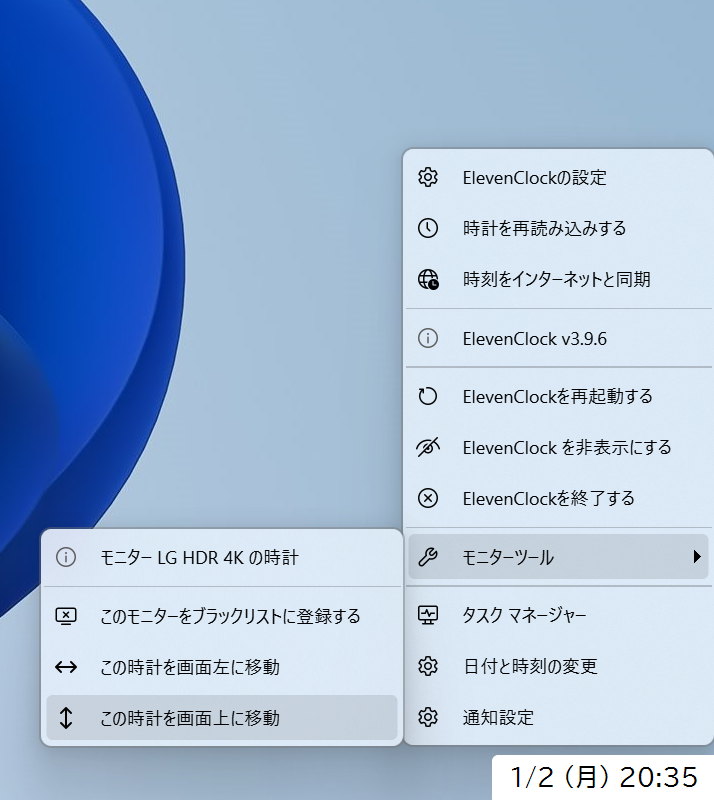 ElevenClockの設定
時計を再読み込みする
時刻をインターネットと同期
ElevenClock v3.9.6
ElevenClockを再起動する
ElevenClock を非表示にする
ElevenClockを終了する
モニターツール
タスク マネージャー
日付と時刻の変更
通知設定
モニター LG HDR 4K の時計
このモニターをブラックリストに登録する
この時計を画面左に移動
この時計を画面上に移動
1/2 (月) 20:35